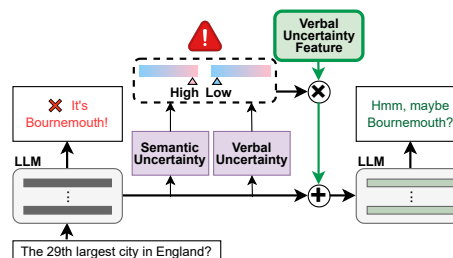 Verbal
Uncertainty
Feature
High Low
It's
Bournemouth!
Hmm, maybe
Bournemouth?
LLM
Semantic
Uncertainty
Verbal
Uncertainty
LLM
The 29th largest city in England?